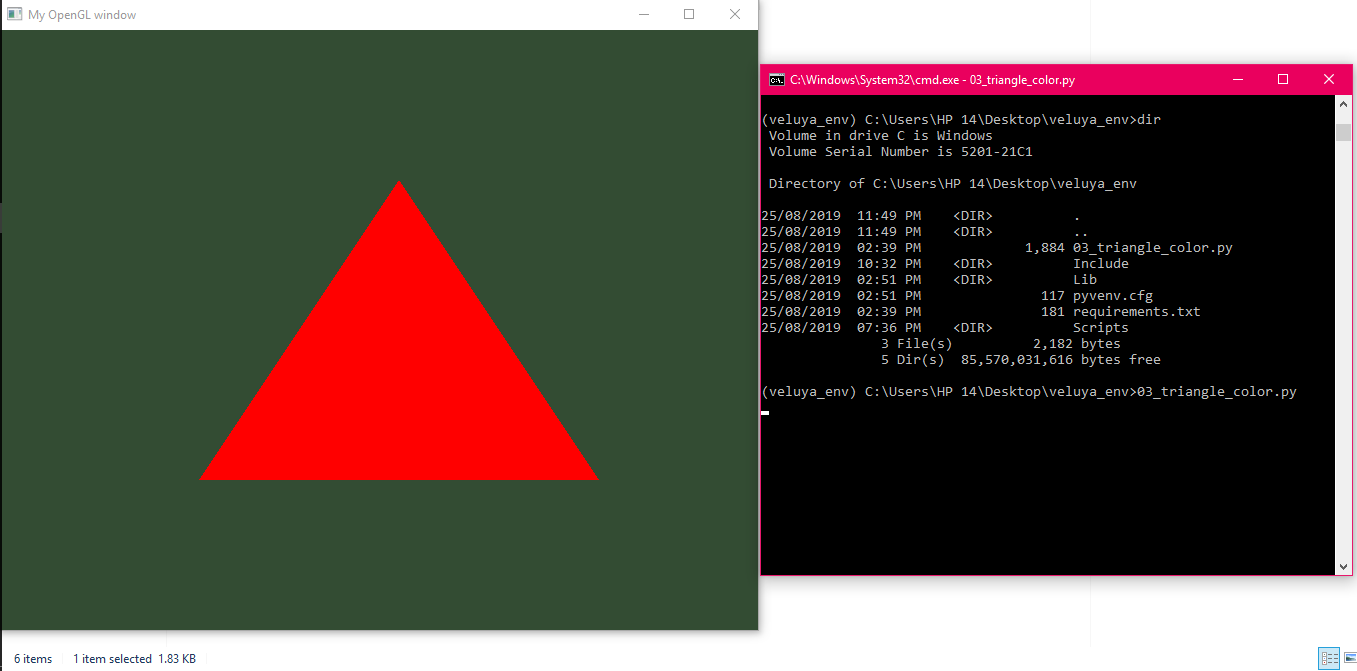 My OpenGL window
C:\Windows\System32\cmd.exe - 03_triangle_color.py
(veluya_env) C:\Users\HP 14\Desktop\veluya_env>dir
Volume in drive C is Windows
Volume Serial Number is 5201-21C1
Directory of C:\Users\HP 14\Desktop\veluya_env
25/08/2019  11:49 PM    <DIR>          .
25/08/2019  11:49 PM    <DIR>          ..
25/08/2019  02:39 PM             1,884 03_triangle_color.py
25/08/2019  10:32 PM    <DIR>          Include
25/08/2019  02:51 PM    <DIR>          Lib
25/08/2019  02:51 PM               117 pyvenv.cfg
25/08/2019  02:39 PM               181 requirements.txt
25/08/2019  07:36 PM    <DIR>          Scripts
3 File(s)          2,182 bytes
5 Dir(s)  85,570,031,616 bytes free
(veluya_env) C:\Users\HP 14\Desktop\veluya_env>03_triangle_color.py
6 items    1 item selected  1.83 KB